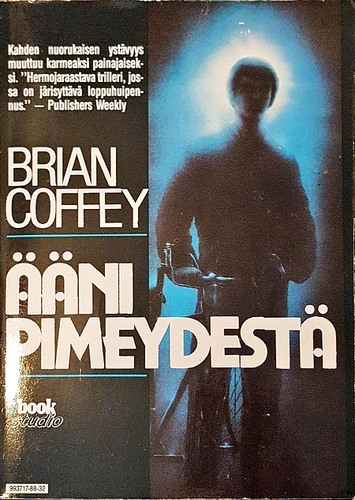 Kahden nuorukaisen ystävyys
muuttuu karmeaksi painajaisek-
si. "Hermojaraastava trilleri, jos-
sa on järisyttävä loppuhuipen-
nus." — Publishers Weekly
BRIAN
COFFEY
ÄÄNI
PIMEYDESTÄ
book
studio
993717-88-32